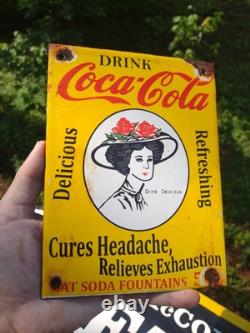 DRINK
Coca-Cola
Delicious
Refreshing
Drink Delicious
Cures Headache,
Relieves Exhaustion
AT SODA FOUNTAINS 5